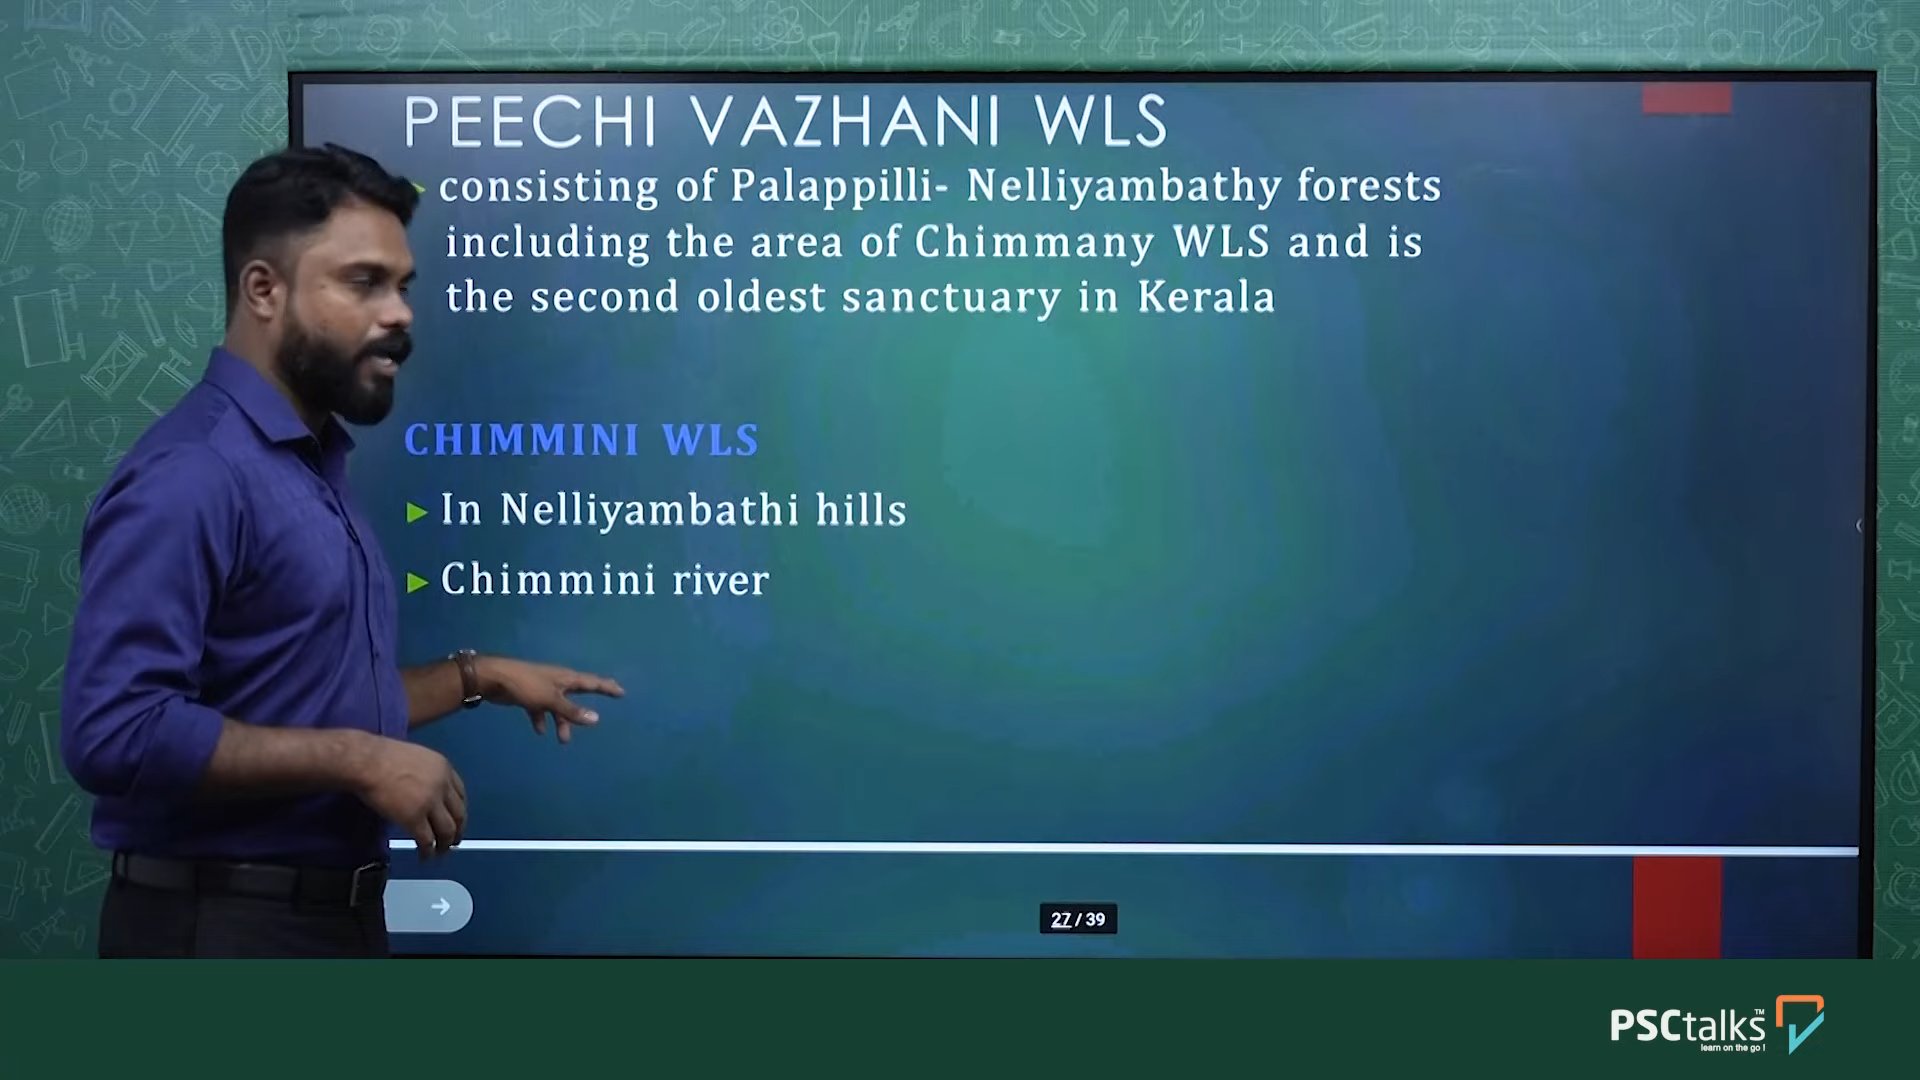 PEECHI VAZHANI WLS
consisting of Palappilli- Nelliyambathy forests
including the area of Chimmany WLS and is
the second oldest sanctuary in Kerala
CHIMMINI WLS
In Nelliyambathi hills
Chimmini river
27 / 39
PSCtalks™
learn on the go !